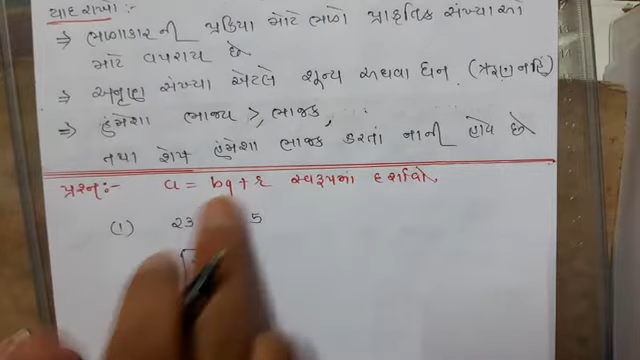 યાદ રાખો :-
⇒ ભાગાકારની પ્રક્રિયા માટે ભળો પ્રાકૃતિક સંખ્યાઓ
માટે વપરાય છે
⇒ અનૃણ સંખ્યા એટલે શૂન્ય અથવા ધન (ઋણ નહિં)
⇒ હંમેશા ભાજ્ય >, ભાજક,
તથા શેષ હંમેશા ભાજક કરતાં નાની હોય છે
પ્રશ્ન:- a = bq + r સ્વરૂપમાં દર્શાવો.
(1) 23 5